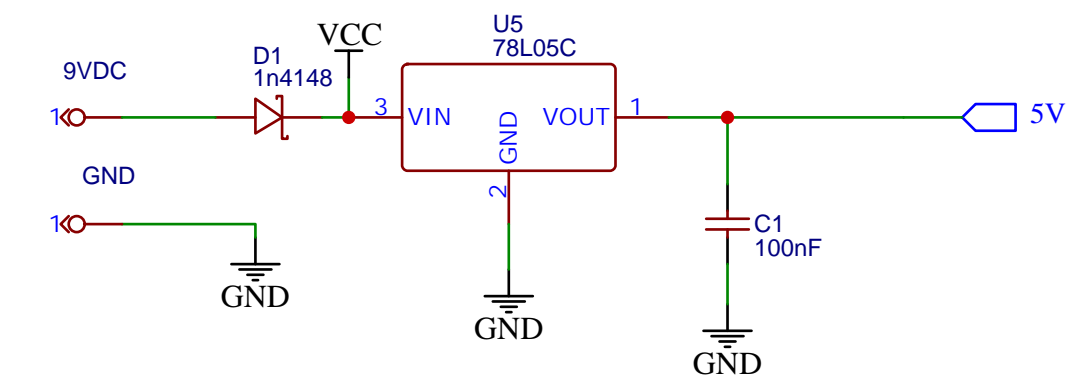 9VDC
1
D1
1n4148
VCC
U5
78L05C
3
VIN
GND
2
VOUT
1
5V
GND
1
GND
GND
C1
100nF
GND